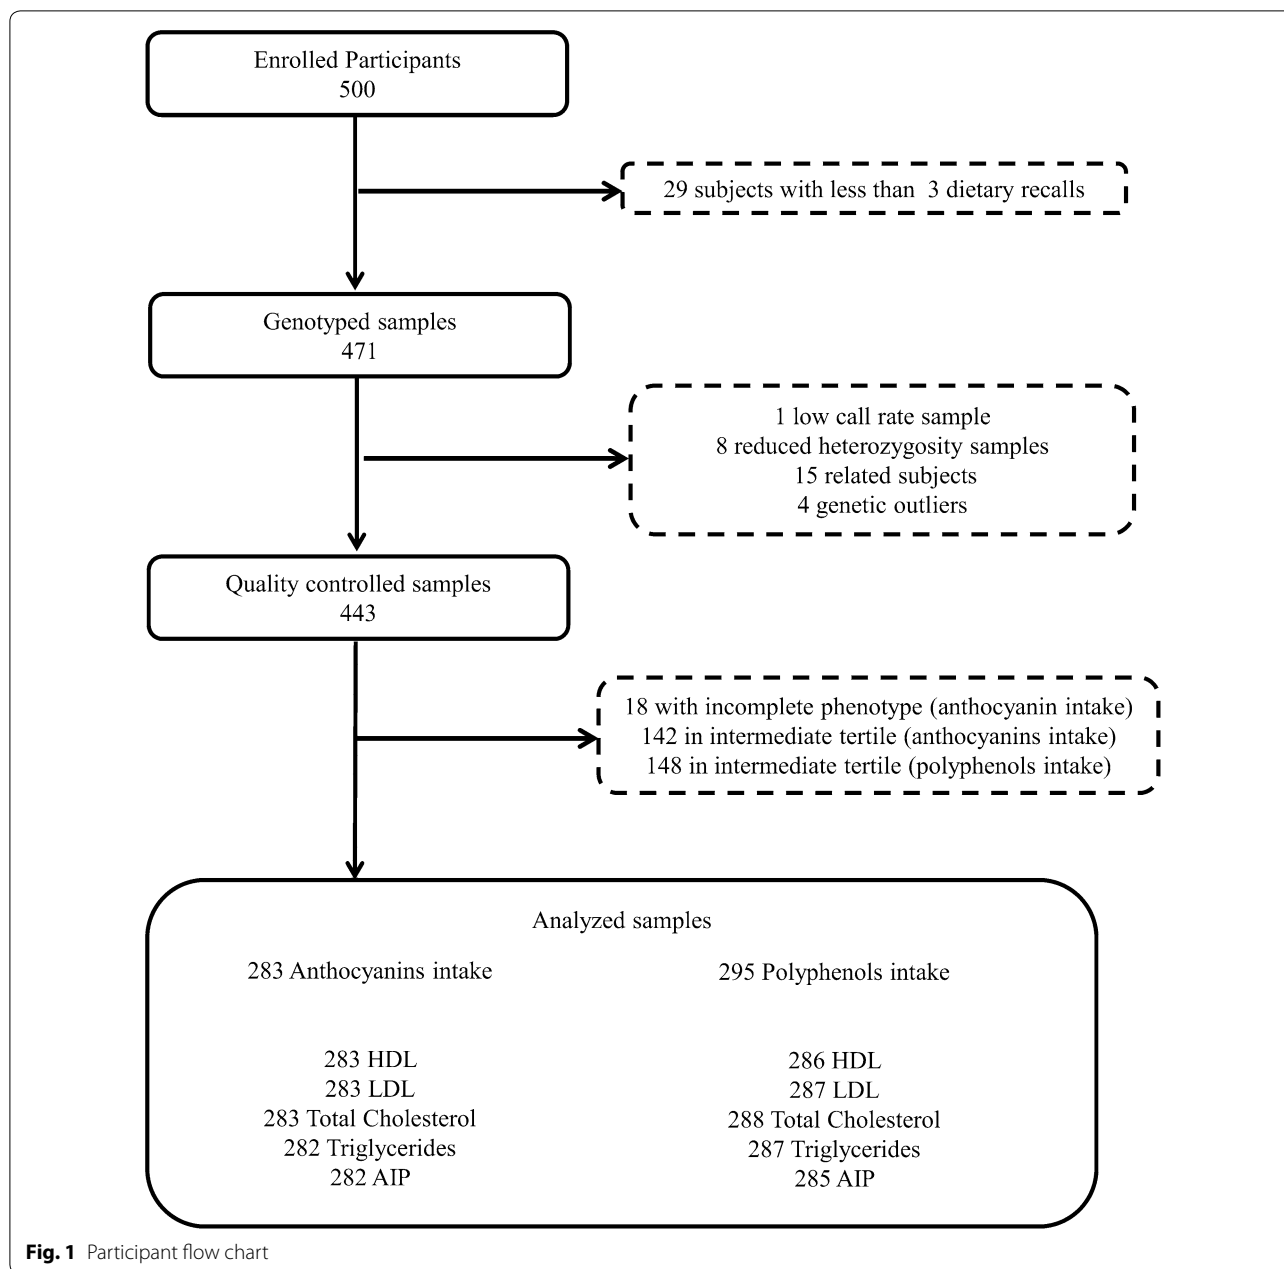 Enrolled Participants
500
29 subjects with less than 3 dietary recalls
Genotyped samples
471
1 low call rate sample
8 reduced heterozygosity samples
15 related subjects
4 genetic outliers
Quality controlled samples
443
18 with incomplete phenotype (anthocyanin intake)
142 in intermediate tertile (anthocyanins intake)
148 in intermediate tertile (polyphenols intake)
Analyzed samples
283 Anthocyanins intake
283 HDL
283 LDL
283 Total Cholesterol
282 Triglycerides
282 AIP
295 Polyphenols intake
286 HDL
287 LDL
288 Total Cholesterol
287 Triglycerides
285 AIP
Fig. 1 Participant flow chart